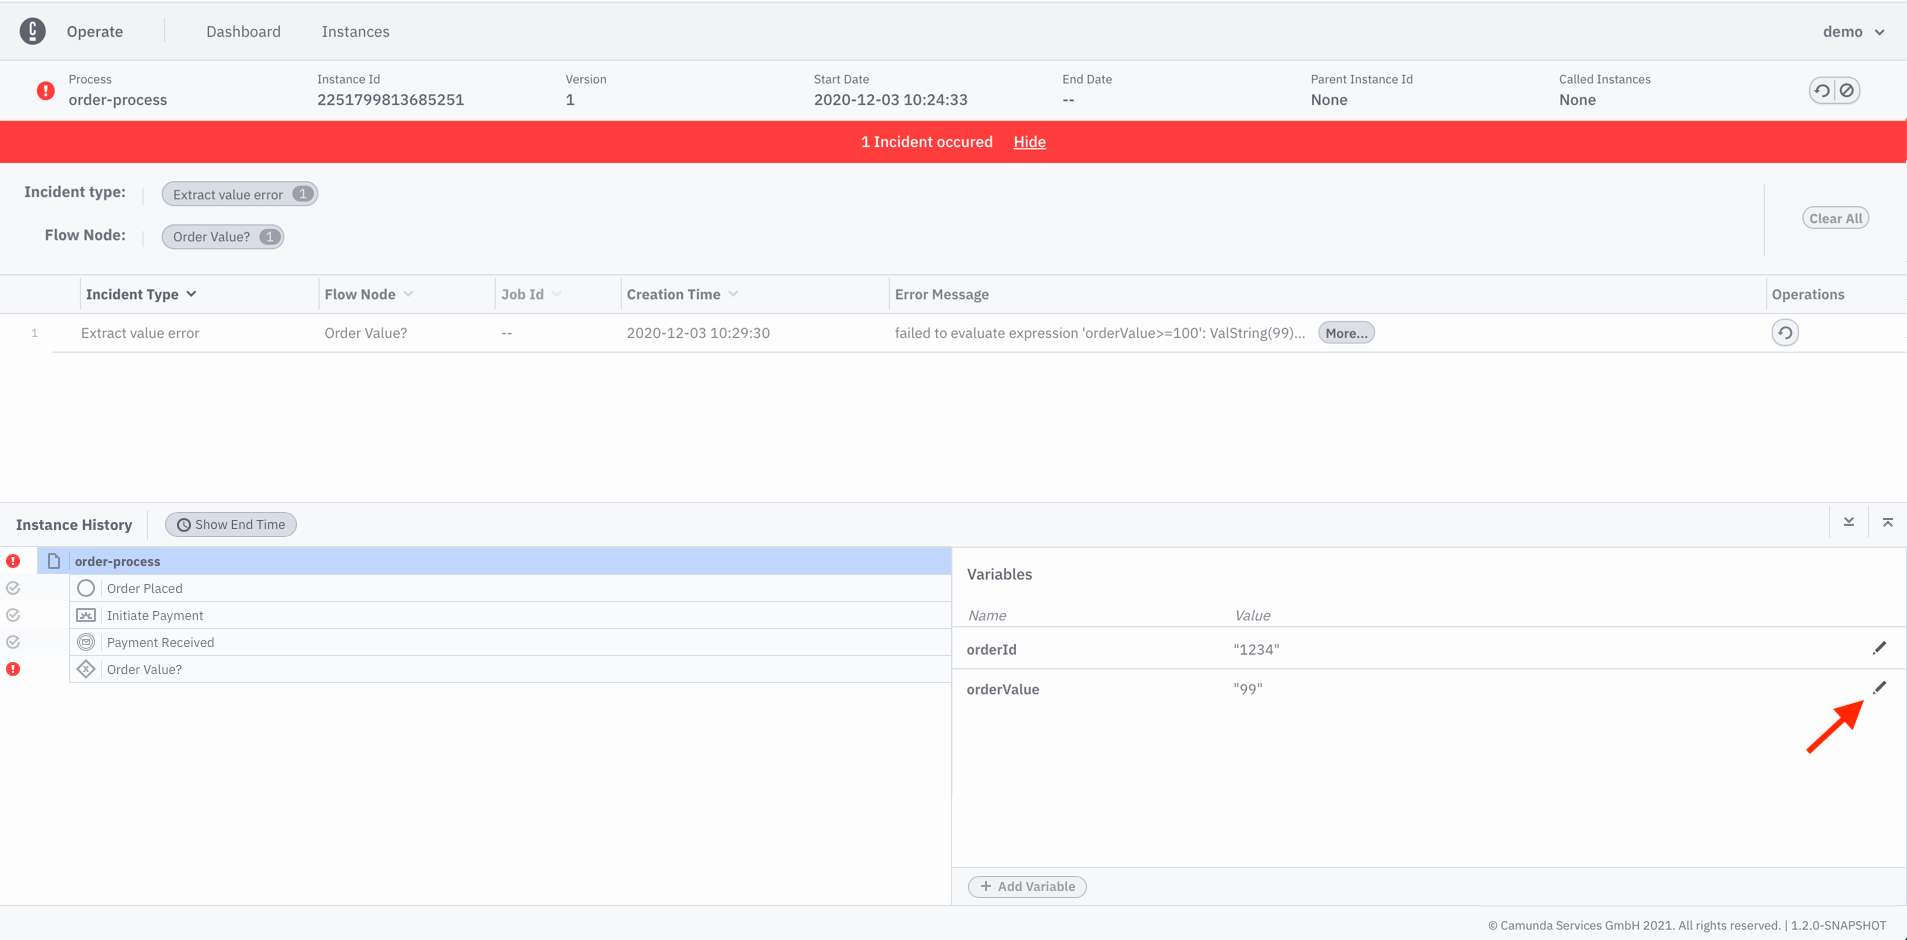 Operate Dashboard Instances demo
Process Instance Id Version Start Date End Date Parent Instance Id Called Instances
order-process 2251799813685251 1 2020-12-03 10:24:33 -- None None
1 Incident occured Hide
Incident type: Extract value error 1
Flow Node: Order Value? 1
Clear All
Incident Type Flow Node Job Id Creation Time Error Message Operations
1 Extract value error Order Value? -- 2020-12-03 10:29:30 failed to evaluate expression 'orderValue>=100': ValString(99)... More...
Instance History Show End Time
order-process
Order Placed
Initiate Payment
Payment Received
Order Value?
Variables
Name Value
orderId "1234"
orderValue "99"
+ Add Variable
© Camunda Services GmbH 2021. All rights reserved. | 1.2.0-SNAPSHOT